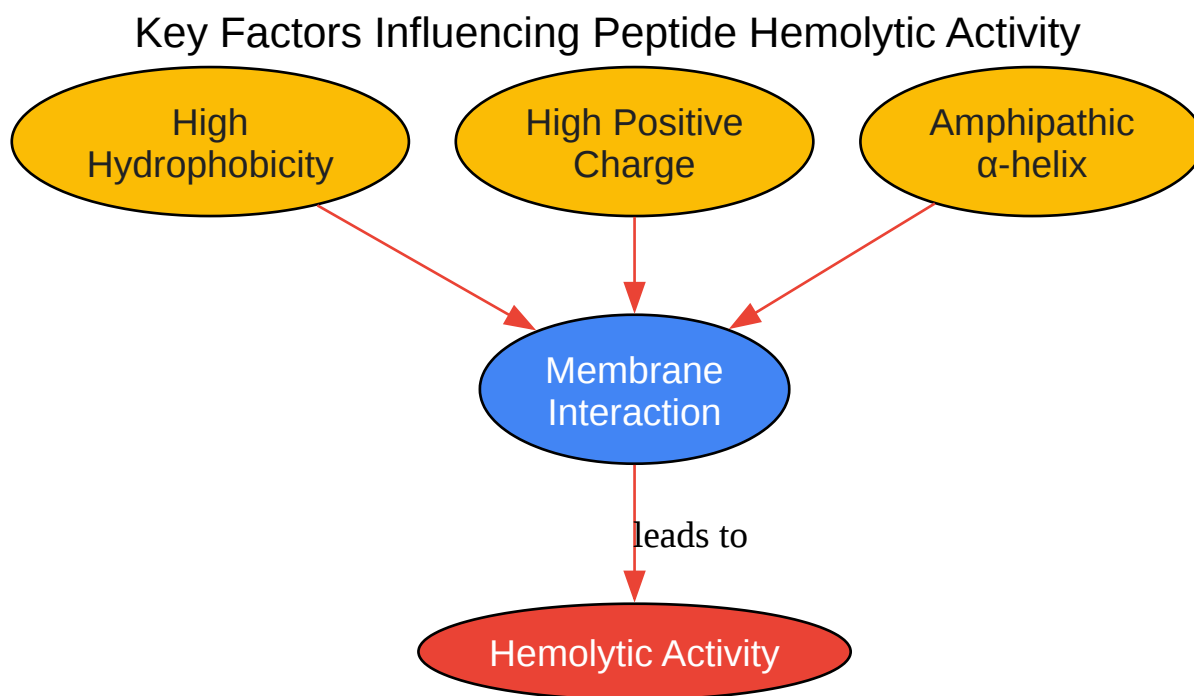 Key Factors Influencing Peptide Hemolytic Activity
High
Hydrophobicity
High Positive
Charge
Amphipathic
α-helix
Membrane
Interaction
leads to
Hemolytic Activity